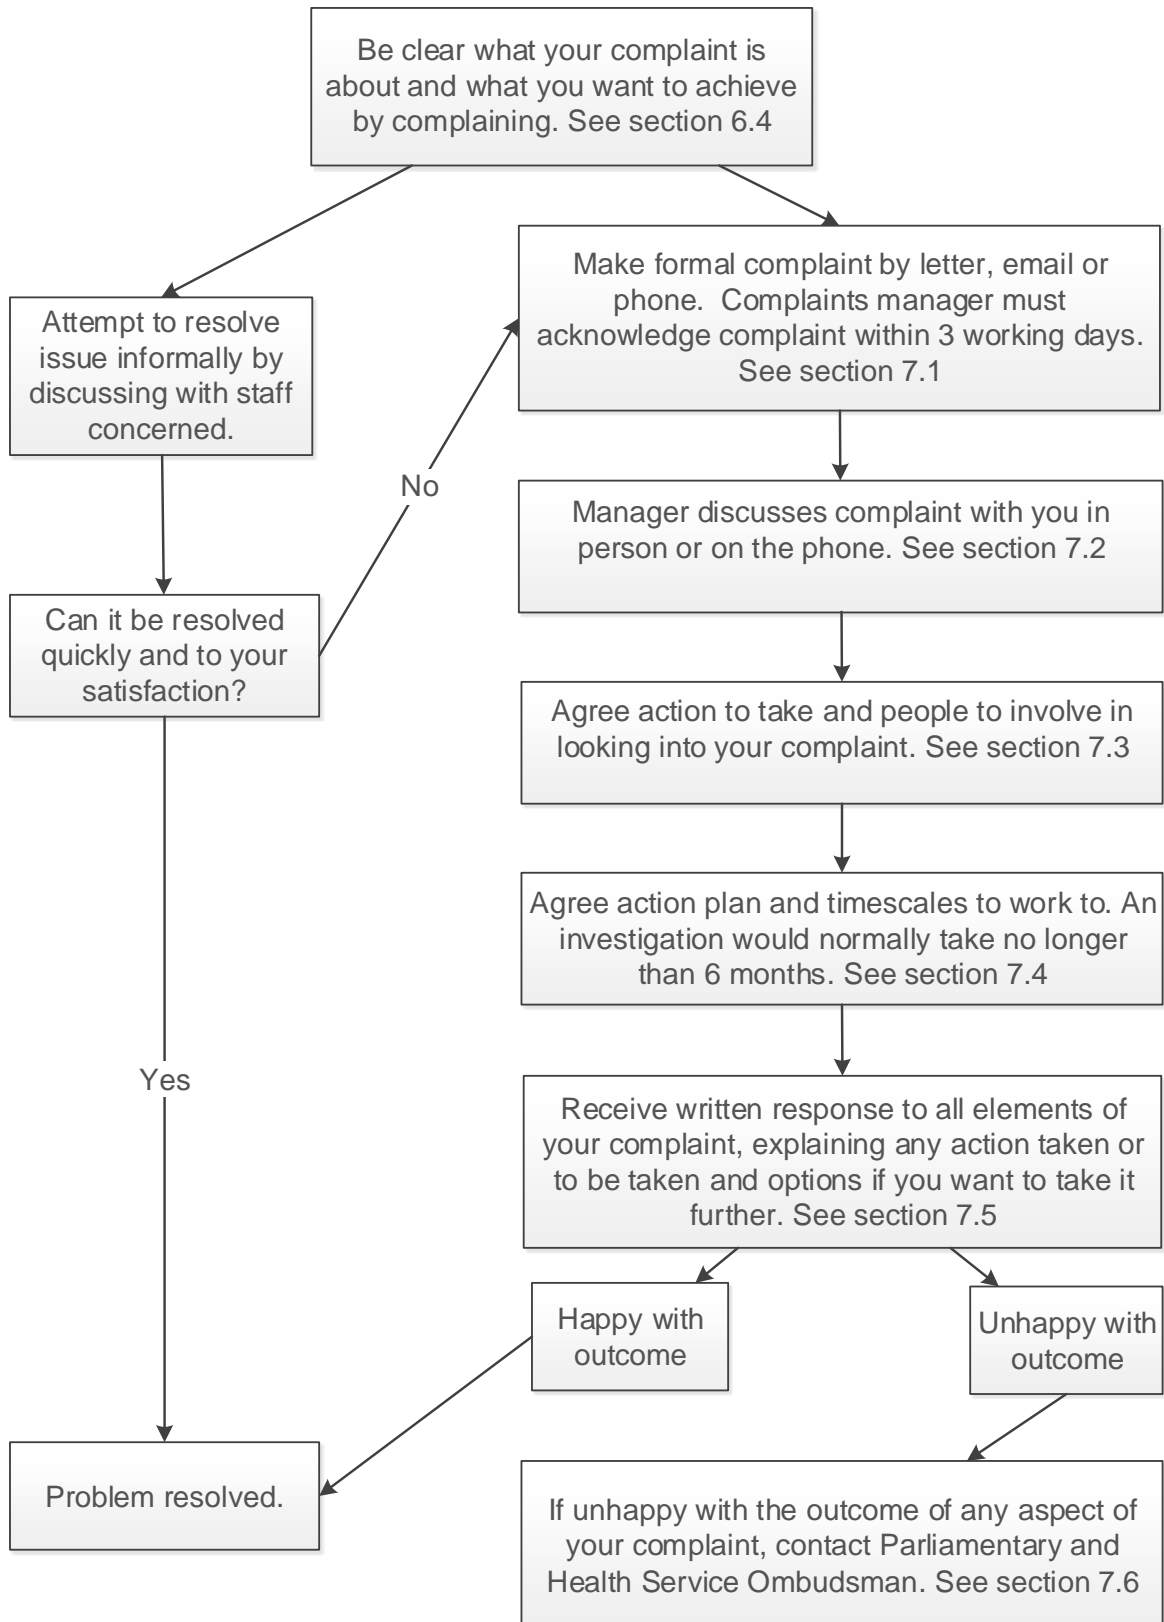 Be clear what your complaint is
about and what you want to achieve
by complaining. See section 6.4
Make formal complaint by letter, email or
phone.  Complaints manager must
acknowledge complaint within 3 working days.
See section 7.1
Attempt to resolve
issue informally by
discussing with staff
concerned.
No
Manager discusses complaint with you in
person or on the phone. See section 7.2
Can it be resolved
quickly and to your
satisfaction?
Agree action to take and people to involve in
looking into your complaint. See section 7.3
Agree action plan and timescales to work to. An
investigation would normally take no longer
than 6 months. See section 7.4
Yes
Receive written response to all elements of
your complaint, explaining any action taken or
to be taken and options if you want to take it
further. See section 7.5
Happy with
outcome
Unhappy with
outcome
Problem resolved.
If unhappy with the outcome of any aspect of
your complaint, contact Parliamentary and
Health Service Ombudsman. See section 7.6